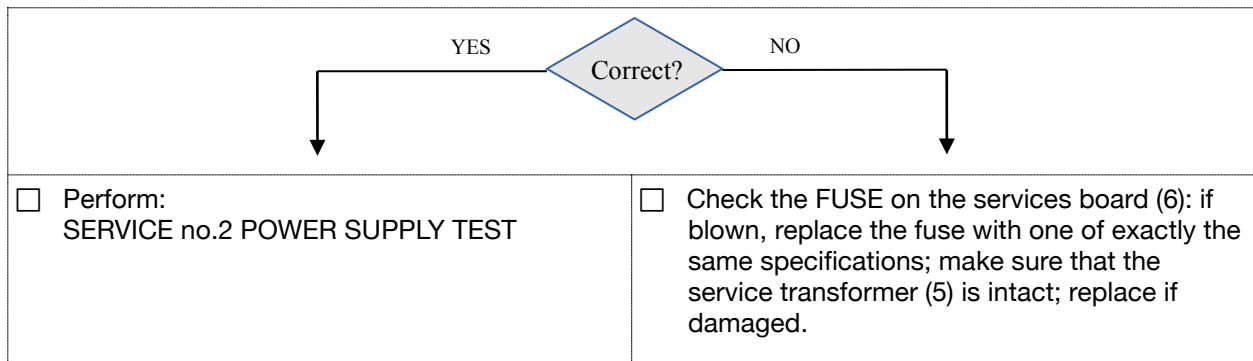 YES
Correct?
NO
☐ Perform:
SERVICE no.2 POWER SUPPLY TEST
☐ Check the FUSE on the services board (6): if
blown, replace the fuse with one of exactly the
same specifications; make sure that the
service transformer (5) is intact; replace if
damaged.